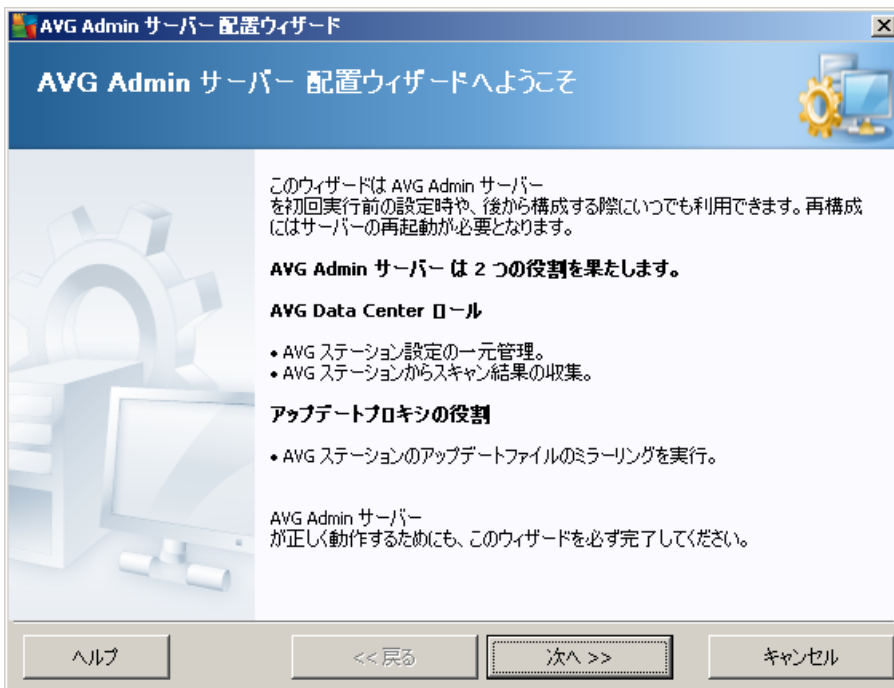 AVG Admin サーバー 配置ウィザード
AVG Admin サーバー 配置ウィザードへようこそ
このウィザードは AVG Admin サーバー
を初回実行前の設定時や、後から構成する際にいつでも利用できます。再構成
にはサーバーの再起動が必要となります。
AVG Admin サーバー は 2 つの役割を果たします。
AVG Data Center ロール
• AVG ステーション設定の一元管理。
• AVG ステーションからスキャン結果の収集。
アップデートプロキシの役割
• AVG ステーションのアップデートファイルのミラーリングを実行。
AVG Admin サーバー
が正しく動作するためにも、このウィザードを必ず完了してください。
ヘルプ
<< 戻る
次へ >>
キャンセル